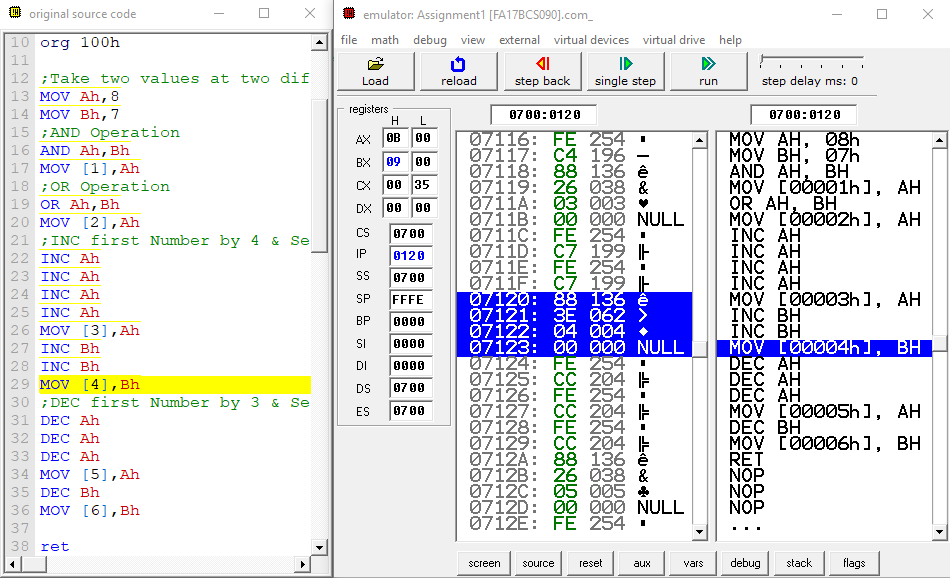 original source code
10 org 100h
11
12 ;Take two values at two dif
13 MOV Ah,8
14 MOV Bh,7
15 ;AND Operation
16 AND Ah,Bh
17 MOV [1],Ah
18 ;OR Operation
19 OR Ah,Bh
20 MOV [2],Ah
21 ;INC first Number by 4 & Se
22 INC Ah
23 INC Ah
24 INC Ah
25 INC Ah
26 MOV [3],Ah
27 INC Bh
28 INC Bh
29 MOV [4],Bh
30 ;DEC first Number by 3 & Se
31 DEC Ah
32 DEC Ah
33 DEC Ah
34 MOV [5],Ah
35 DEC Bh
36 MOV [6],Bh
37
38 ret
emulator: Assignment1 [FA17BCS090].com_
file math debug view external virtual devices virtual drive help
Load reload step back single step run step delay ms: 0
registers
H L
AX 0B 00
BX 09 00
CX 00 35
DX 00 00
CS 0700
IP 0120
SS 0700
SP FFFE
BP 0000
SI 0000
DI 0000
DS 0700
ES 0700
0700:0120
07116: FE 254 ▪
07117: C4 196 ─
07118: 88 136 ê
07119: 26 038 &
0711A: 03 003 ♥
0711B: 00 000 NULL
0711C: FE 254 ▪
0711D: C7 199 ╟
0711E: FE 254 ▪
0711F: C7 199 ╟
07120: 88 136 ê
07121: 3E 062 >
07122: 04 004 ♦
07123: 00 000 NULL
07124: FE 254 ▪
07125: CC 204 ╠
07126: FE 254 ▪
07127: CC 204 ╠
07128: FE 254 ▪
07129: CC 204 ╠
0712A: 88 136 ê
0712B: 26 038 &
0712C: 05 005 ♣
0712D: 00 000 NULL
0712E: FE 254 ▪
0700:0120
MOV AH, 08h
MOV BH, 07h
AND AH, BH
MOV [00001h], AH
OR AH, BH
MOV [00002h], AH
INC AH
INC AH
INC AH
INC AH
MOV [00003h], AH
INC BH
INC BH
MOV [00004h], BH
DEC AH
DEC AH
DEC AH
MOV [00005h], AH
DEC BH
MOV [00006h], BH
RET
NOP
NOP
NOP
...
screen source reset aux vars debug stack flags